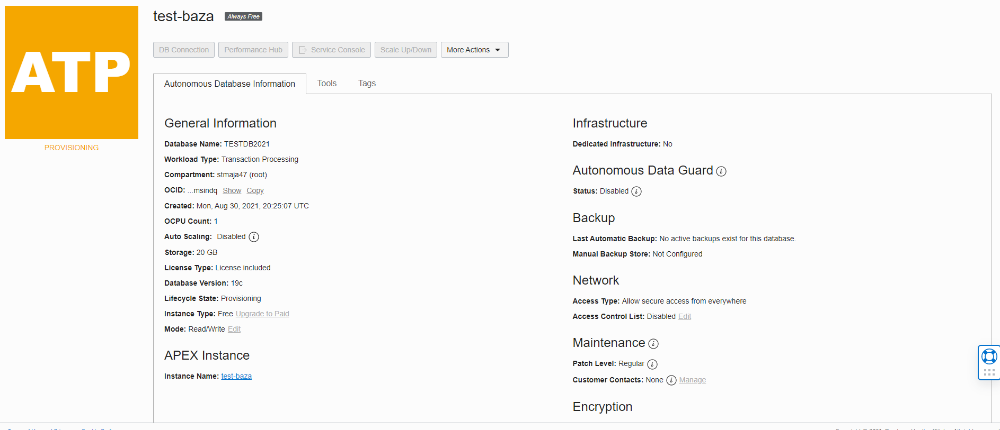 ATP
PROVISIONING
test-baza
Always Free
DB Connection
Performance Hub
Service Console
Scale Up/Down
More Actions
Autonomous Database Information
Tools
Tags
General Information
Database Name: TESTDB2021
Workload Type: Transaction Processing
Compartment: stmaja47 (root)
OCID: ...msindq Show Copy
Created: Mon, Aug 30, 2021, 20:25:07 UTC
OCPU Count: 1
Auto Scaling: Disabled
Storage: 20 GB
License Type: License included
Database Version: 19c
Lifecycle State: Provisioning
Instance Type: Free Upgrade to Paid
Mode: Read/Write Edit
APEX Instance
Instance Name: test-baza
Infrastructure
Dedicated Infrastructure: No
Autonomous Data Guard
Status: Disabled
Backup
Last Automatic Backup: No active backups exist for this database.
Manual Backup Store: Not Configured
Network
Access Type: Allow secure access from everywhere
Access Control List: Disabled Edit
Maintenance
Patch Level: Regular
Customer Contacts: None Manage
Encryption